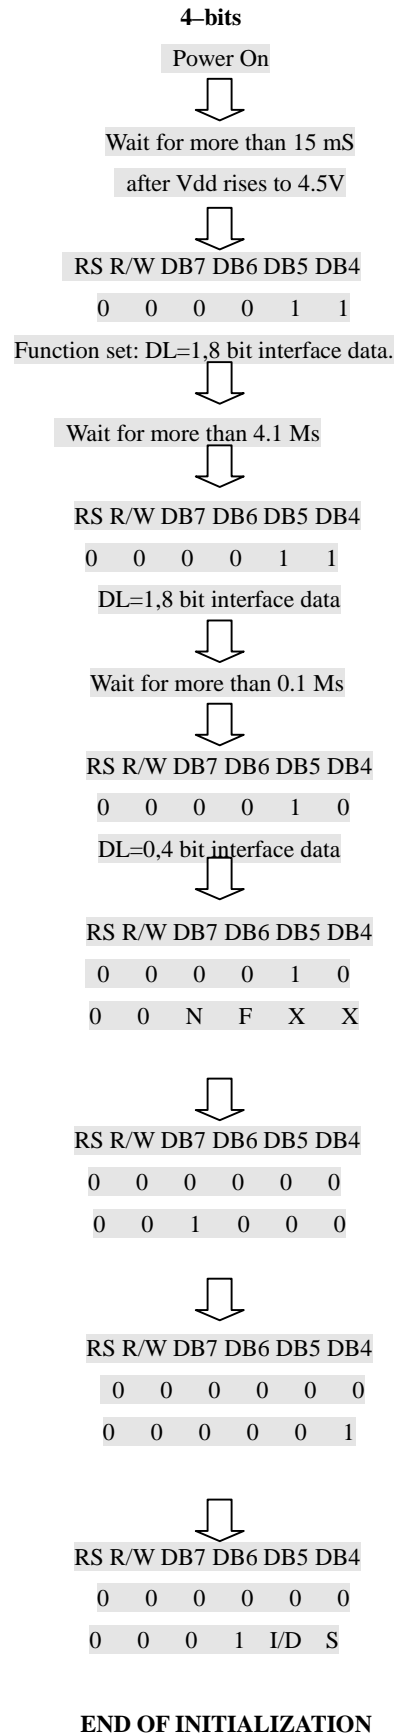 4–bits
Power On
Wait for more than 15 mS
after Vdd rises to 4.5V
RS R/W DB7 DB6 DB5 DB4
0 0 0 0 1 1
Function set: DL=1,8 bit interface data.
Wait for more than 4.1 Ms
RS R/W DB7 DB6 DB5 DB4
0 0 0 0 1 1
DL=1,8 bit interface data
Wait for more than 0.1 Ms
RS R/W DB7 DB6 DB5 DB4
0 0 0 0 1 0
DL=0,4 bit interface data
RS R/W DB7 DB6 DB5 DB4
0 0 0 0 1 0
0 0 N F X X
RS R/W DB7 DB6 DB5 DB4
0 0 0 0 0 0
0 0 1 0 0 0
RS R/W DB7 DB6 DB5 DB4
0 0 0 0 0 0
0 0 0 0 0 1
RS R/W DB7 DB6 DB5 DB4
0 0 0 0 0 0
0 0 0 1 I/D S
END OF INITIALIZATION